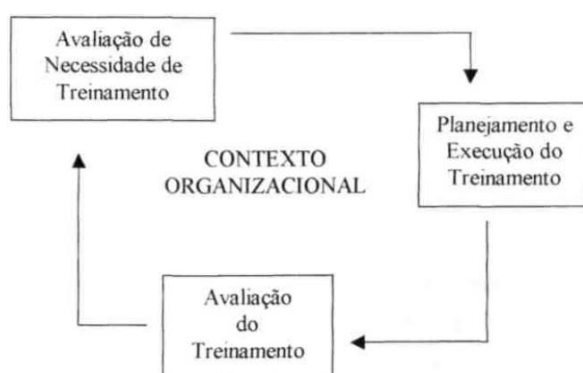 Avaliação de
Necessidade de
Treinamento
Planejamento e
Execução do
Treinamento
CONTEXTO
ORGANIZACIONAL
Avaliação
do
Treinamento